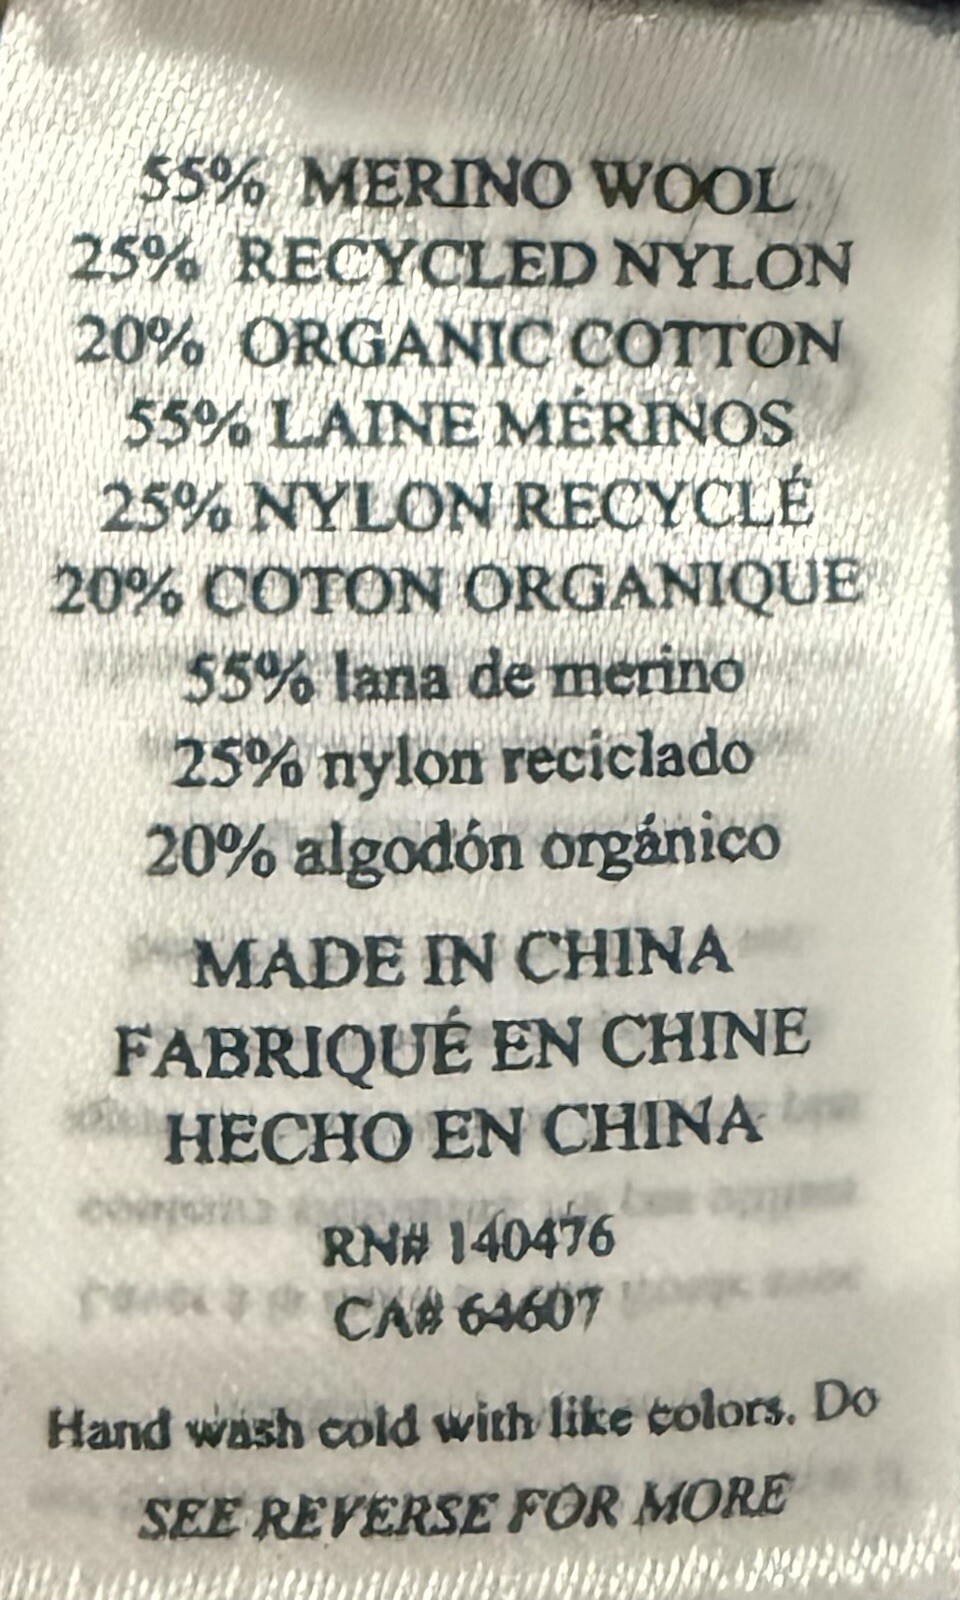 55% MERINO WOOL
25% RECYCLED NYLON
20% ORGANIC COTTON
55% LAINE MÉRINOS
25% NYLON RECYCLÉ
20% COTON ORGANIQUE
55% lana de merino
25% nylon reciclado
20% algodón orgánico
MADE IN CHINA
FABRIQUÉ EN CHINE
HECHO EN CHINA
RN# 140476
CA# 64607
Hand wash cold with like colors. Do
SEE REVERSE FOR MORE